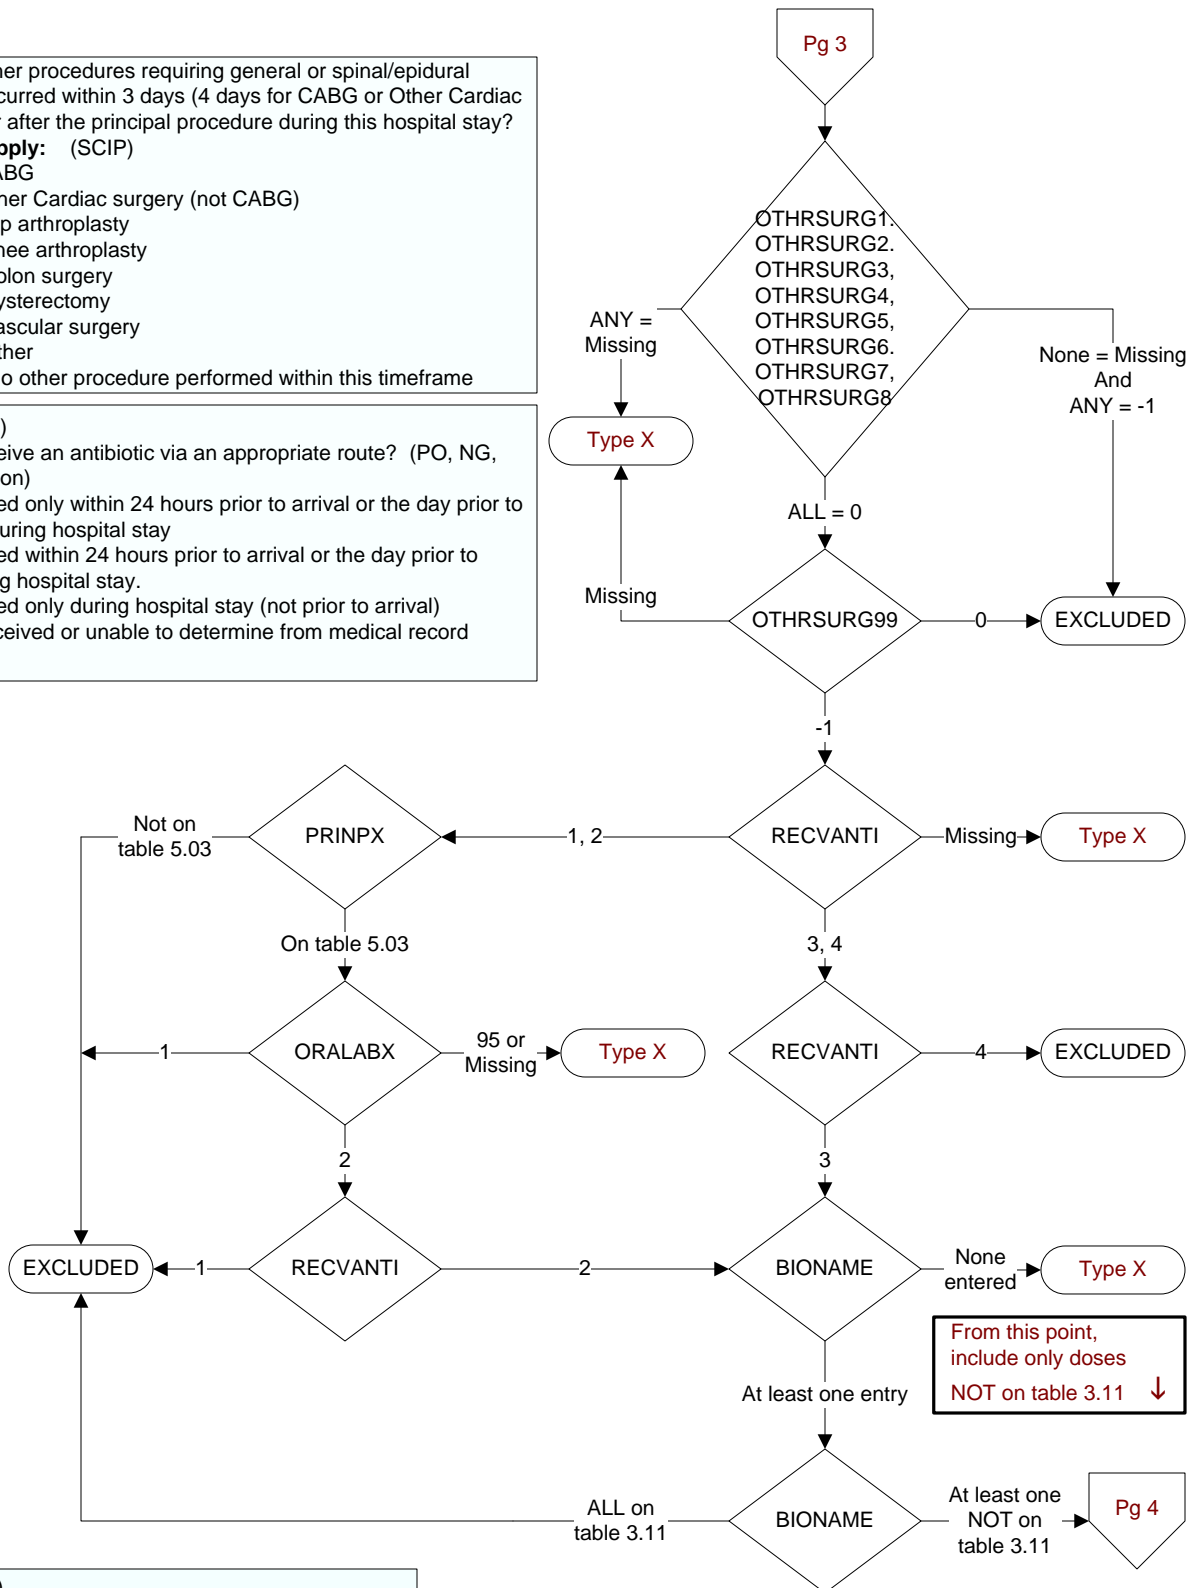 Pg 3
her procedures requiring general or spinal/epidural
curred within 3 days (4 days for CABG or Other Cardiac
r after the principal procedure during this hospital stay?
pply: (SCIP)
ABG
her Cardiac surgery (not CABG)
p arthroplasty
nee arthroplasty
olon surgery
ysterectomy
ascular surgery
ther
o other procedure performed within this timeframe
OTHRSURG1.
OTHRSURG2.
OTHRSURG3,
OTHRSURG4,
OTHRSURG5,
OTHRSURG6.
OTHRSURG7,
OTHRSURG8
ANY =
Missing
None = Missing
And
ANY = -1
Type X
)
eive an antibiotic via an appropriate route? (PO, NG,
on)
ed only within 24 hours prior to arrival or the day prior to
uring hospital stay
ed within 24 hours prior to arrival or the day prior to
g hospital stay.
ed only during hospital stay (not prior to arrival)
ceived or unable to determine from medical record
ALL = 0
Missing
OTHRSURG99
0
EXCLUDED
-1
Not on
table 5.03
PRINPX
1, 2
RECVANTI
Missing
Type X
On table 5.03
3, 4
1
ORALABX
95 or
Missing
Type X
RECVANTI
4
EXCLUDED
2
3
EXCLUDED
1
RECVANTI
2
BIONAME
None
entered
Type X
From this point,
include only doses
NOT on table 3.11 ↓
At least one entry
ALL on
table 3.11
BIONAME
At least one
NOT on
table 3.11
Pg 4
)